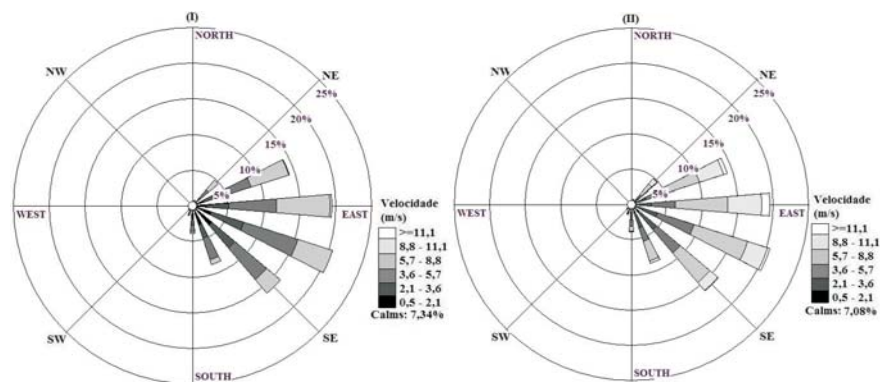 (I)
NORTH
NW
NE
25%
20%
15%
10%
5%
WEST
EAST
Velocidade
(m/s)
>=11,1
8,8 - 11,1
5,7 - 8,8
3,6 - 5,7
2,1 - 3,6
0,5 - 2,1
Calms: 7,34%
SW
SE
SOUTH
(II)
NORTH
NW
NE
25%
20%
15%
10%
5%
WEST
EAST
Velocidade
(m/s)
>=11,1
8,8 - 11,1
5,7 - 8,8
3,6 - 5,7
2,1 - 3,6
0,5 - 2,1
Calms: 7,08%
SW
SE
SOUTH